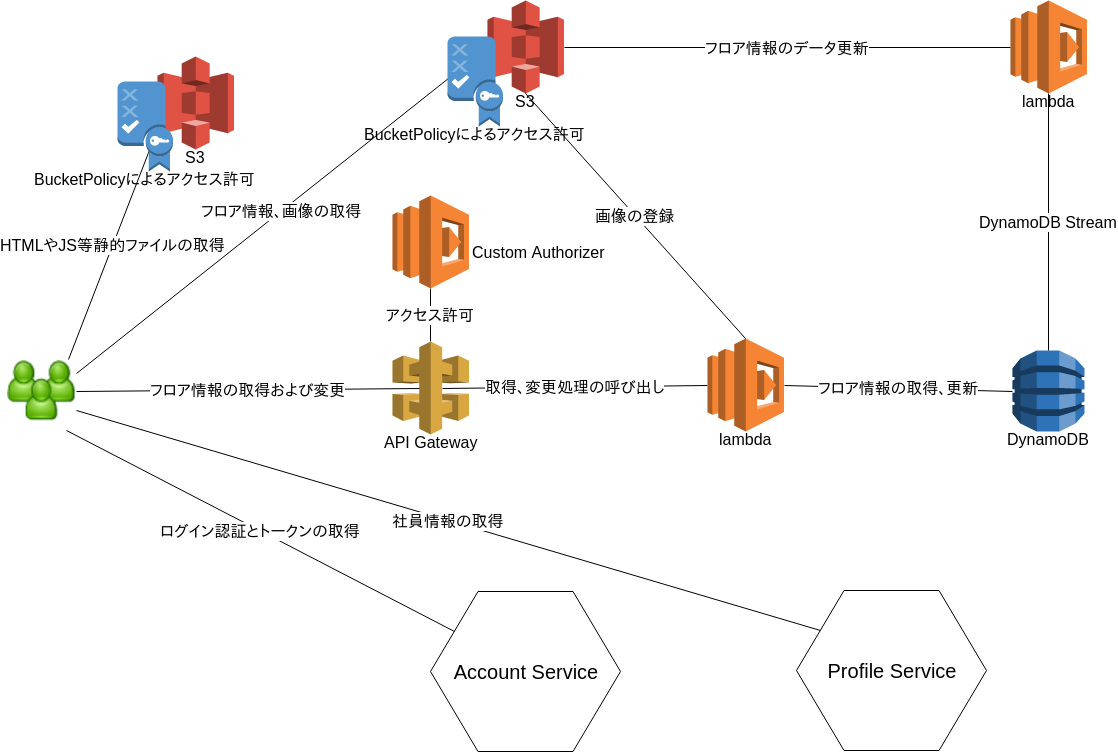 フロア情報のデータ更新
S3
lambda
BucketPolicyによるアクセス許可
S3
BucketPolicyによるアクセス許可
フロア情報、画像の取得
画像の登録
DynamoDB Stream
HTMLやJS等静的ファイルの取得
Custom Authorizer
アクセス許可
フロア情報の取得および変更
取得、変更処理の呼び出し
フロア情報の取得、更新
API Gateway
lambda
DynamoDB
社員情報の取得
ログイン認証とトークンの取得
Account Service
Profile Service